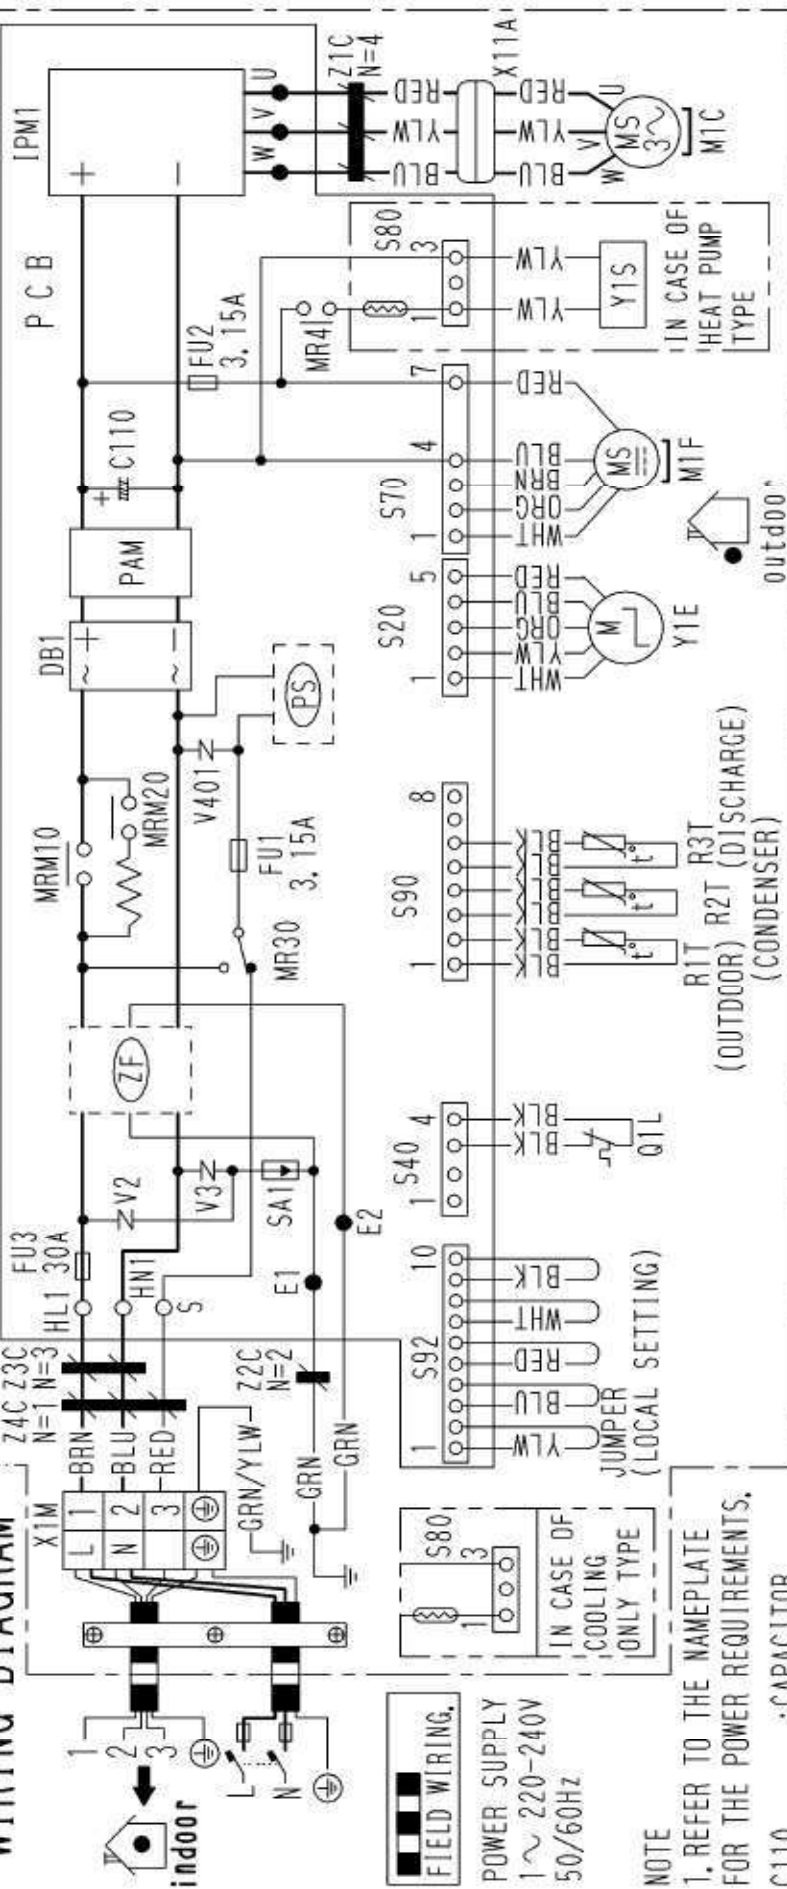 WIRING DIAGRAM
indoor
1
2
3
L
N
FIELD WIRING.
POWER SUPPLY
1~ 220-240V
50/60Hz
NOTE
1. REFER TO THE NAMEPLATE
FOR THE POWER REQUIREMENTS.
C110 :CAPACITOR
X1M
L 1
N 2
3
BRN
BLU
RED
GRN/YLW
GRN
GRN
Z4C Z3C
N=1 N=3
Z2C
N=2
HL1
HN1
S
FU3
30A
V2
V3
SA1
E1
E2
ZF
MRM10
MRM20
MR30
FU1
3.15A
V401
PS
DB1
~ +
~ −
PAM
+
C110
FU2
3.15A
MR4
PCB
IPM1
+
−
U
V
W
Z1C
N=4
RED
YLW
BLU
X11A
RED
YLW
BLU
U
V
W
MS
3~
M1C
S80
1 3
IN CASE OF
COOLING
ONLY TYPE
S92
1 10
YLW
BLU
RED
WHT
BLK
JUMPER
(LOCAL SETTING)
S40
1 4
BLK
BLK
Q1L
S90
1 8
BLK
BLK
BLK
BLK
BLK
BLK
t°
t°
t°
R1T R2T R3T
(OUTDOOR) (DISCHARGE)
(CONDENSER)
S20
1 5
WHT
YLW
ORG
BLU
RED
M
Y1E
S70
1 4 7
WHT
ORG
BRN
BLU
RED
MS
M1F
S80
1 3
YLW
YLW
Y1S
IN CASE OF
HEAT PUMP
TYPE
outdoo